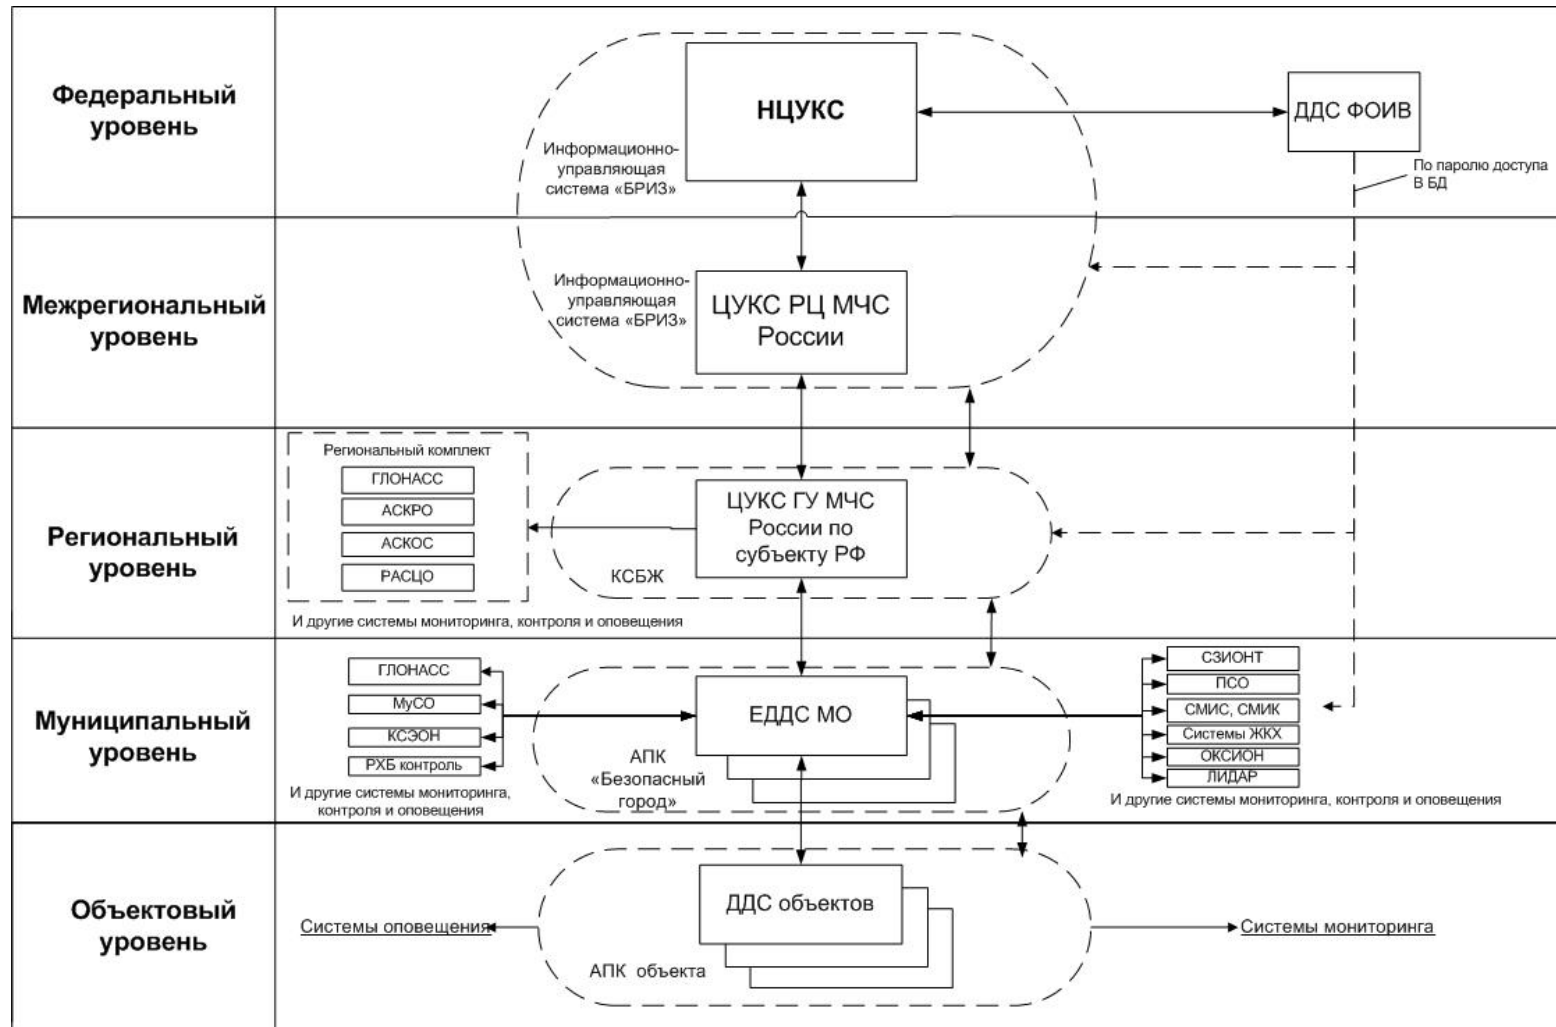 Федеральный
уровень
НЦУКС
ДДС ФОИВ
Информационно-
управляющая
система «БРИЗ»
По паролю доступа
В БД
Межрегиональный
уровень
Информационно-
управляющая
система «БРИЗ»
ЦУКС РЦ МЧС
России
Региональный
уровень
Региональный комплект
ГЛОНАСС
АСКРО
АСКОС
РАСЦО
И другие системы мониторинга, контроля и оповещения
ЦУКС ГУ МЧС
России по
субъекту РФ
КСБЖ
Муниципальный
уровень
ГЛОНАСС
МуСО
КСЭОН
РХБ контроль
И другие системы мониторинга,
контроля и оповещения
ЕДДС МО
АПК
«Безопасный
город»
СЗИОНТ
ПСО
СМИС, СМИК
Системы ЖКХ
ОКСИОН
ЛИДАР
И другие системы мониторинга, контроля и оповещения
Объектовый
уровень
Системы оповещения
ДДС объектов
АПК объекта
Системы мониторинга